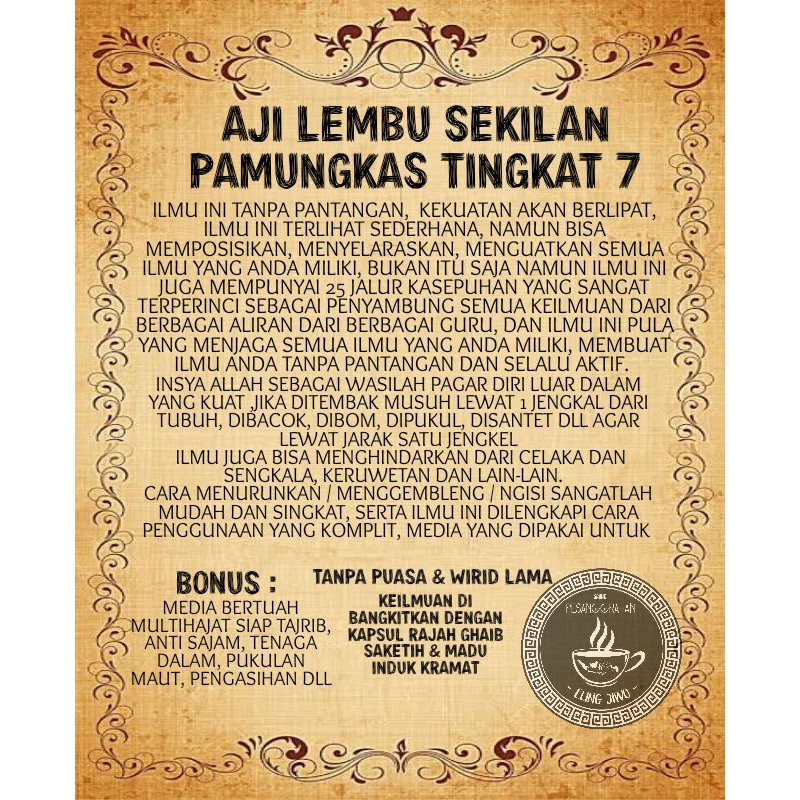 AJI LEMBU SEKILAN
PAMUNGKAS TINGKAT 7
ILMU INI TANPA PANTANGAN, KEKUATAN AKAN BERLIPAT,
ILMU INI TERLIHAT SEDERHANA, NAMUN BISA
MEMPOSISIKAN, MENYELARASKAN, MENGUATKAN SEMUA
ILMU YANG ANDA MILIKI, BUKAN ITU SAJA NAMUN ILMU INI
JUGA MEMPUNYAI 25 JALUR KASEPUHAN YANG SANGAT
TERPERINCI SEBAGAI PENYAMBUNG SEMUA KEILMUAN DARI
BERBAGAI ALIRAN DARI BERBAGAI GURU, DAN ILMU INI PULA
YANG MENJAGA SEMUA ILMU YANG ANDA MILIKI, MEMBUAT
ILMU ANDA TANPA PANTANGAN DAN SELALU AKTIF.
INSYA ALLAH SEBAGAI WASILAH PAGAR DIRI LUAR DALAM
YANG KUAT ,JIKA DITEMBAK MUSUH LEWAT 1 JENGKAL DARI
TUBUH, DIBACOK, DIBOM, DIPUKUL, DISANTET DLL AGAR
LEWAT JARAK SATU JENGKEL
ILMU JUGA BISA MENGHINDARKAN DARI CELAKA DAN
SENGKALA, KERUWETAN DAN LAIN-LAIN.
CARA MENURUNKAN / MENGGEMBLENG / NGISI SANGATLAH
MUDAH DAN SINGKAT, SERTA ILMU INI DILENGKAPI CARA
PENGGUNAAN YANG KOMPLIT, MEDIA YANG DIPAKAI UNTUK
BONUS :
MEDIA BERTUAH
MULTIHAJAT SIAP TAJRIB,
ANTI SAJAM, TENAGA
DALAM, PUKULAN
MAUT, PENGASIHAN DLL
TANPA PUASA & WIRID LAMA
KEILMUAN DI
BANGKITKAN DENGAN
KAPSUL RAJAH GHAIB
SAKETIH & MADU
INDUK KRAMAT
- ELING JIWO -